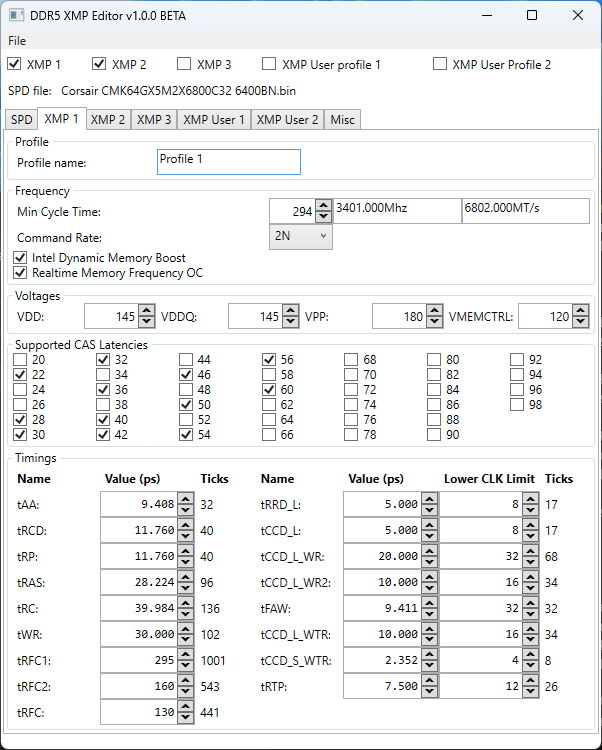 DDR5 XMP Editor v1.0.0 BETA
File
XMP 1 XMP 2 XMP 3 XMP User profile 1 XMP User Profile 2
SPD file: Corsair CMK64GX5M2X6800C32 6400BN.bin
SPD XMP 1 XMP 2 XMP 3 XMP User 1 XMP User 2 Misc
Profile
Profile name: Profile 1
Frequency
Min Cycle Time: 294 3401.000Mhz 6802.000MT/s
Command Rate: 2N
Intel Dynamic Memory Boost
Realtime Memory Frequency OC
Voltages
VDD: 145 VDDQ: 145 VPP: 180 VMEMCTRL: 120
Supported CAS Latencies
20 32 44 56 68 80 92
22 34 46 58 70 82 94
24 36 48 60 72 84 96
26 38 50 62 74 86 98
28 40 52 64 76 88
30 42 54 66 78 90
Timings
Name Value (ps) Ticks Name Value (ps) Lower CLK Limit Ticks
tAA: 9.408 32 tRRD_L: 5.000 8 17
tRCD: 11.760 40 tCCD_L: 5.000 8 17
tRP: 11.760 40 tCCD_L_WR: 20.000 32 68
tRAS: 28.224 96 tCCD_L_WR2: 10.000 16 34
tRC: 39.984 136 tFAW: 9.411 32 32
tWR: 30.000 102 tCCD_L_WTR: 10.000 16 34
tRFC1: 295 1001 tCCD_S_WTR: 2.352 4 8
tRFC2: 160 543 tRTP: 7.500 12 26
tRFC: 130 441